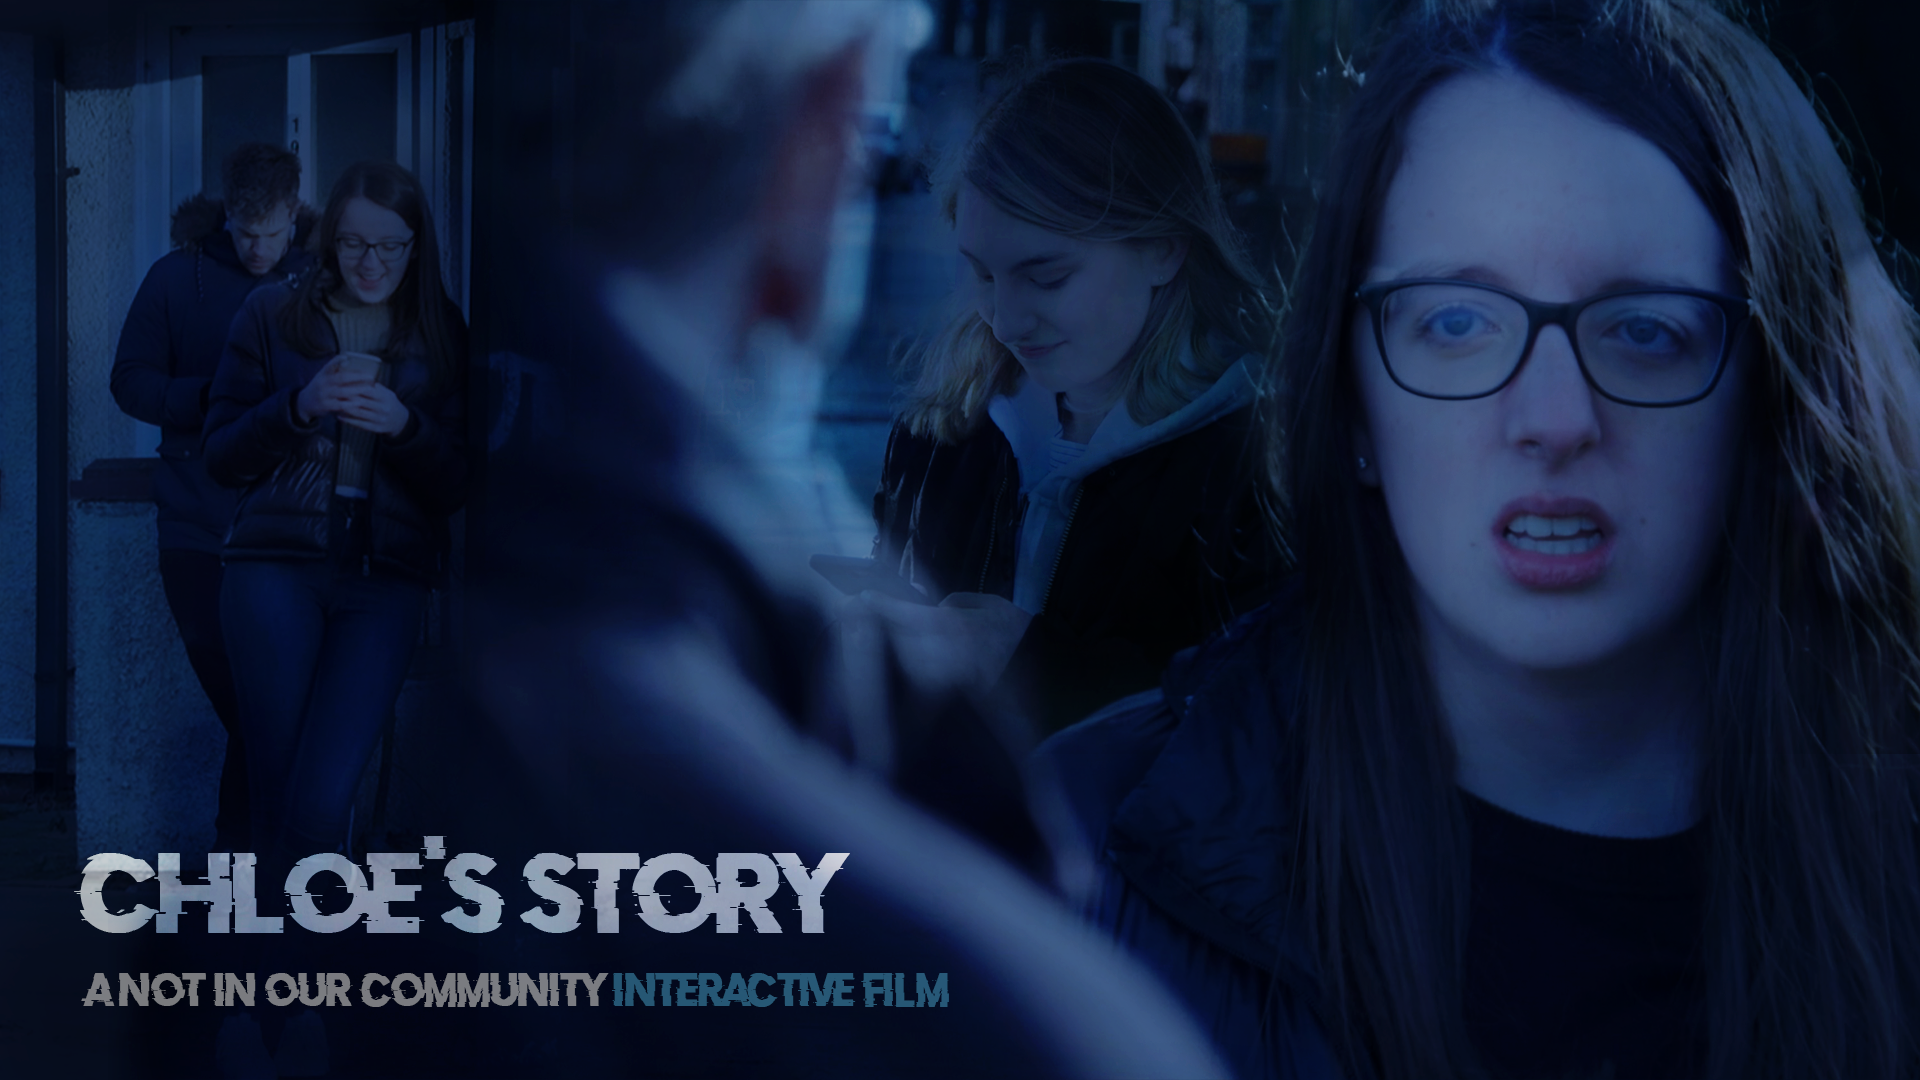 CHLOE'S STORY
A NOT IN OUR COMMUNITY INTERACTIVE FILM